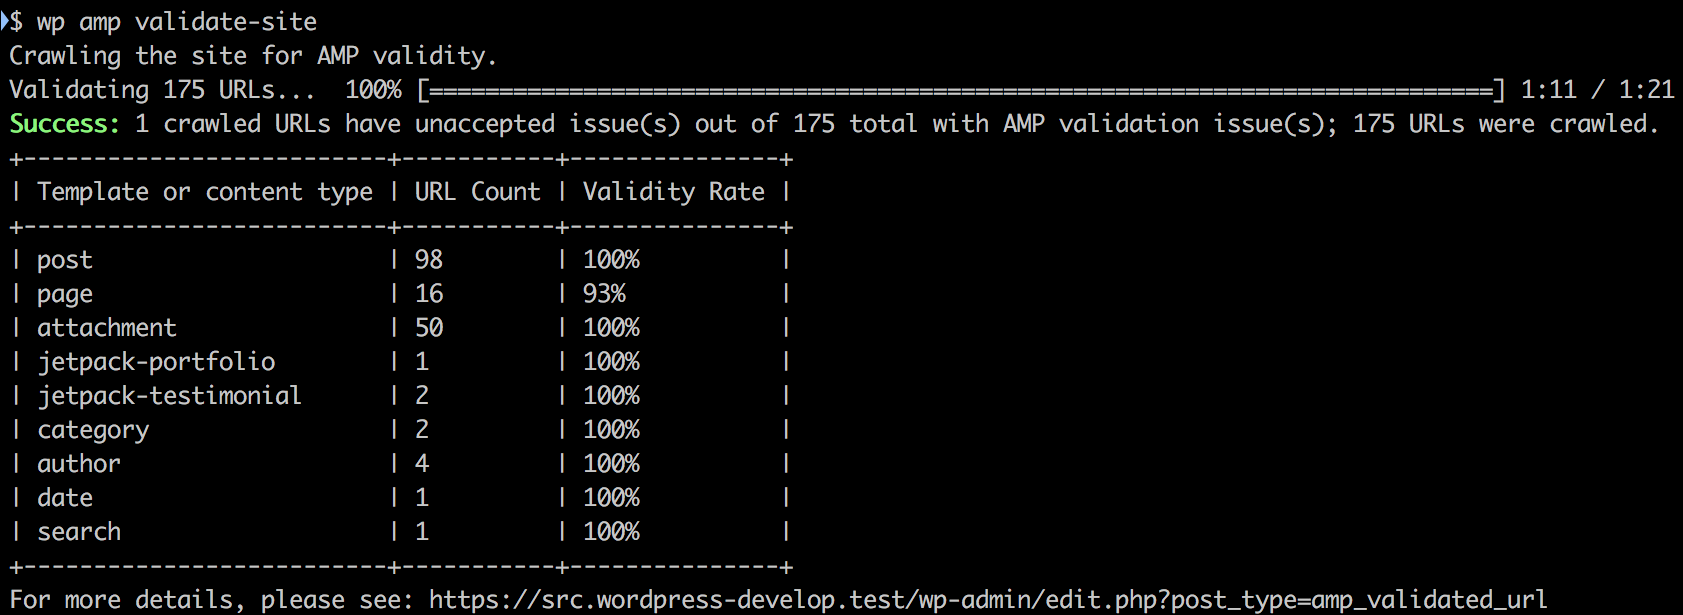 $ wp amp validate-site
Crawling the site for AMP validity.
Validating 175 URLs...  100% [============================================================================] 1:11 / 1:21
Success: 1 crawled URLs have unaccepted issue(s) out of 175 total with AMP validation issue(s); 175 URLs were crawled.
+--------------------------+-----------+---------------+
| Template or content type | URL Count | Validity Rate |
+--------------------------+-----------+---------------+
| post                     | 98        | 100%          |
| page                     | 16        | 93%           |
| attachment               | 50        | 100%          |
| jetpack-portfolio        | 1         | 100%          |
| jetpack-testimonial      | 2         | 100%          |
| category                 | 2         | 100%          |
| author                   | 4         | 100%          |
| date                     | 1         | 100%          |
| search                   | 1         | 100%          |
+--------------------------+-----------+---------------+
For more details, please see: https://src.wordpress-develop.test/wp-admin/edit.php?post_type=amp_validated_url